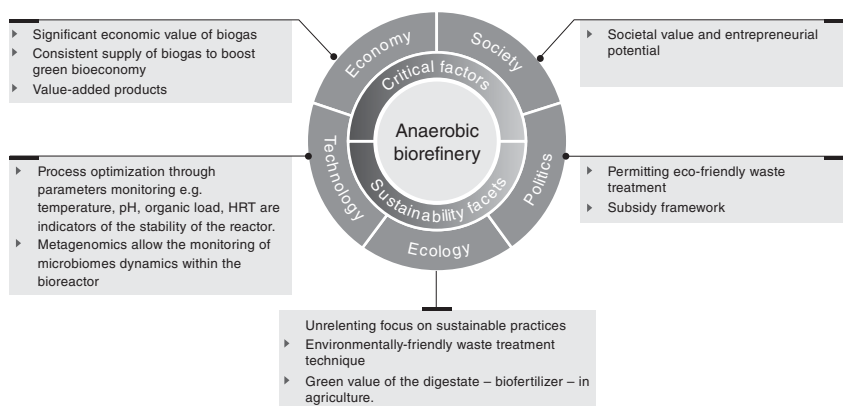 Significant economic value of biogas
Consistent supply of biogas to boost
green bioeconomy
Value-added products
Economy
Society
Societal value and entrepreneurial
potential
Critical factors
Anaerobic
biorefinery
Sustainability facets
Technology
Politics
Ecology
Process optimization through
parameters monitoring e.g.
temperature, pH, organic load, HRT are
indicators of the stability of the reactor.
Metagenomics allow the monitoring of
microbiomes dynamics within the
bioreactor
Permitting eco-friendly waste
treatment
Subsidy framework
Unrelenting focus on sustainable practices
Environmentally-friendly waste treatment
technique
Green value of the digestate – biofertilizer – in
agriculture.